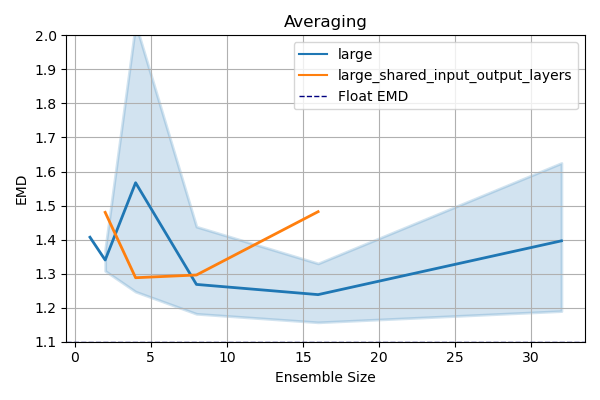 Averaging
2.0
1.9
1.8
1.7
1.6
1.5
1.4
1.3
1.2
1.1
EMD
large
large_shared_input_output_layers
Float EMD
0 5 10 15 20 25 30
Ensemble Size